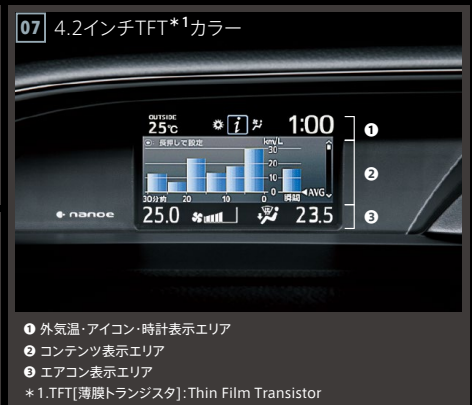 07 4.2インチTFT*1カラー
OUTSIDE
25℃ i 1:00 ❶
長押しで設定 km/L
30
20
10
0
❷
30分前 20 10 0 瞬間 ◀AVG.
nanoe 25.0 23.5 ❸
❶ 外気温･アイコン･時計表示エリア
❷ コンテンツ表示エリア
❸ エアコン表示エリア
*1.TFT[薄膜トランジスタ]:Thin Film Transistor